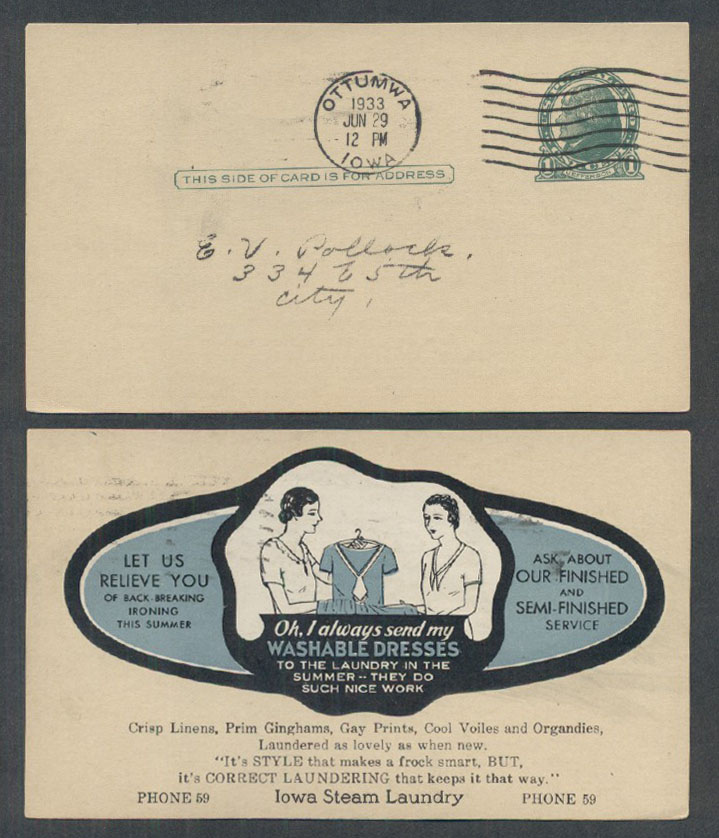 OTTUMWA
1933
JUN 29
12 PM
IOWA
THIS SIDE OF CARD IS FOR ADDRESS
JEFFERSON
E. V. Pollock.
334 E 5th
City,
LET US
RELIEVE YOU
OF BACK-BREAKING
IRONING
THIS SUMMER
ASK ABOUT
OUR FINISHED
AND
SEMI-FINISHED
SERVICE
Oh, I always send my
WASHABLE DRESSES
TO THE LAUNDRY IN THE
SUMMER -- THEY DO
SUCH NICE WORK
Crisp Linens, Prim Ginghams, Gay Prints, Cool Voiles and Organdies,
Laundered as lovely as when new.
"It's STYLE that makes a frock smart, BUT,
it's CORRECT LAUNDERING that keeps it that way."
PHONE 59 Iowa Steam Laundry PHONE 59